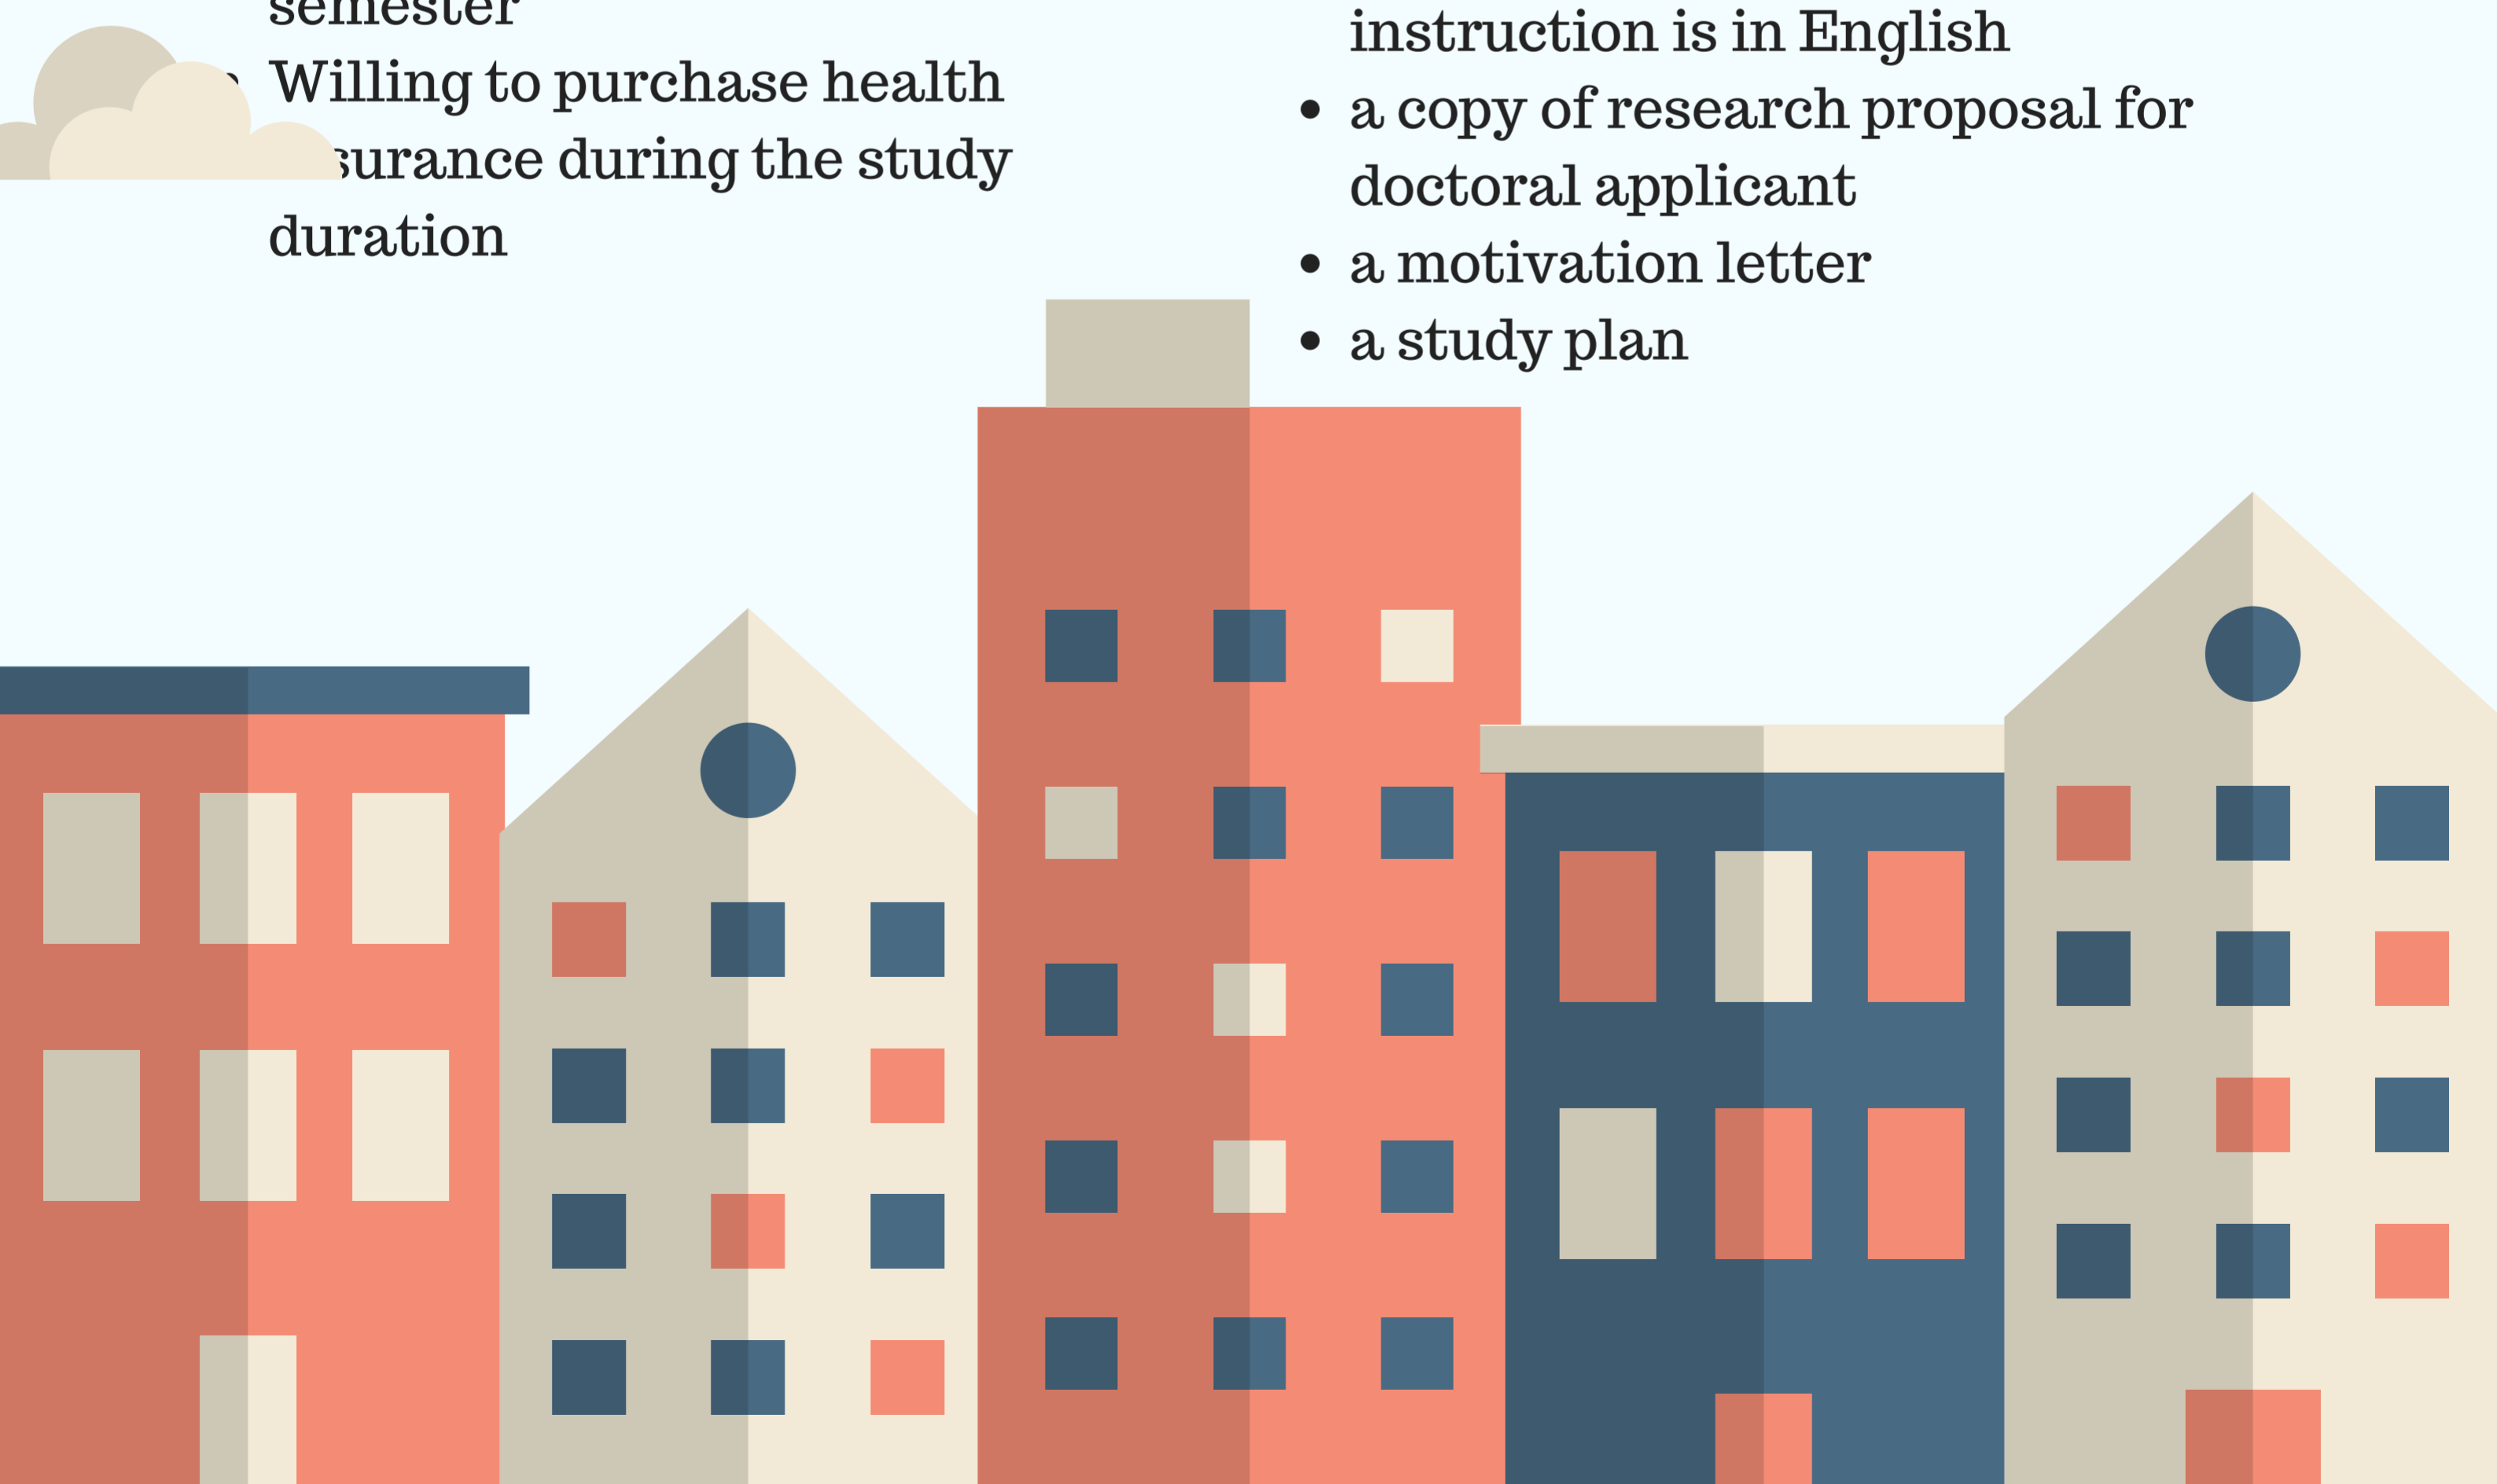 semester
Willing to purchase health
surance during the study
duration
instruction is in English
• a copy of research proposal for
doctoral applicant
• a motivation letter
• a study plan